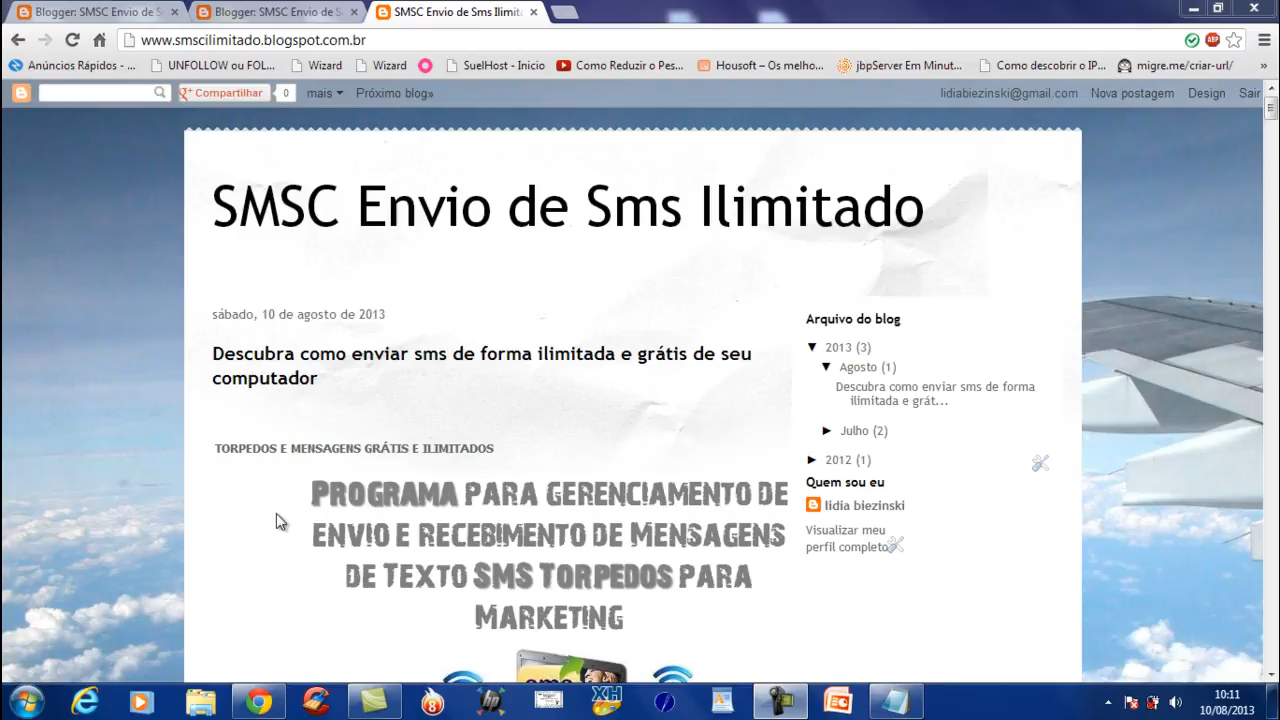 Blogger: SMSC Envio de S
Blogger: SMSC Envio de S
SMSC Envio de Sms Ilimit
www.smscilimitado.blogspot.com.br
ABP
Anúncios Rápidos - ...
UNFOLLOW ou FOL...
Wizard
Wizard
SuelHost - Inicio
Como Reduzir o Pes...
Housoft – Os melho...
jbpServer Em Minut...
Como descobrir o IP...
migre.me/criar-url/
»
Compartilhar
0
mais
Próximo blog»
lidiabiezinski@gmail.com
Nova postagem
Design
Sair
SMSC Envio de Sms Ilimitado
sábado, 10 de agosto de 2013
Descubra como enviar sms de forma ilimitada e grátis de seu
computador
TORPEDOS E MENSAGENS GRÁTIS E ILIMITADOS
Programa para gerenciamento de
envio e recebimento de Mensagens
de Texto SMS Torpedos para
Marketing
Arquivo do blog
▼ 2013 (3)
▼ Agosto (1)
Descubra como enviar sms de forma
ilimitada e grát...
► Julho (2)
► 2012 (1)
Quem sou eu
lidia biezinski
Visualizar meu
perfil completo
10:11
10/08/2013